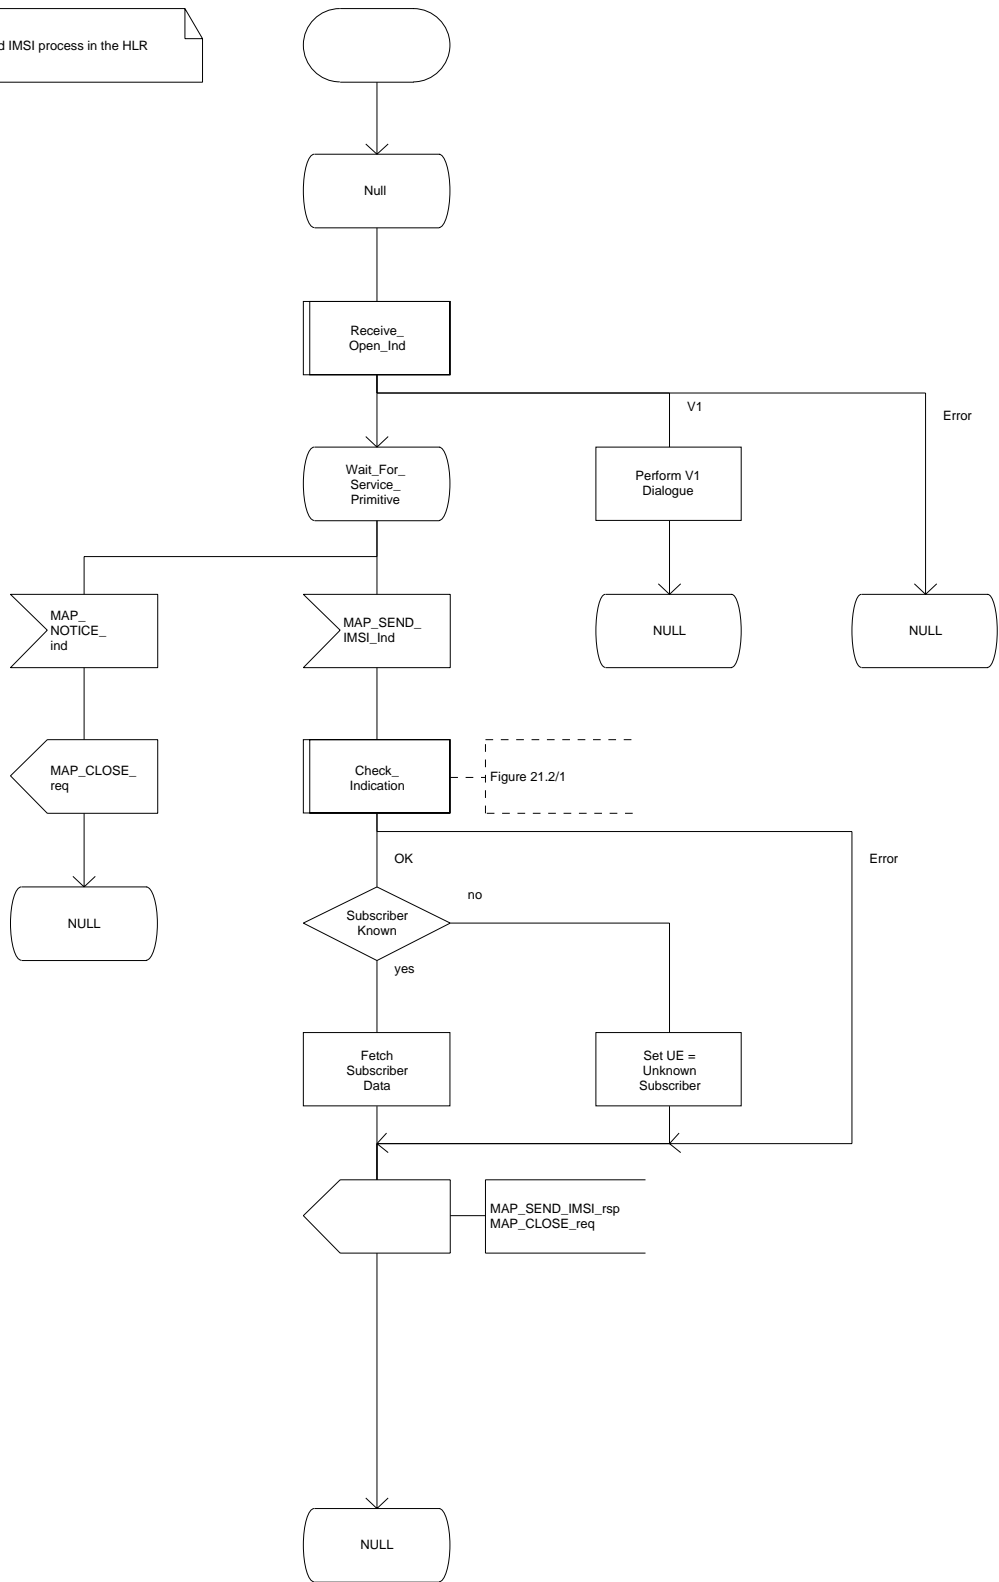 d IMSI process in the HLR
Null
Receive_
Open_Ind
V1
Error
Wait_For_
Service_
Primitive
Perform V1
Dialogue
MAP_
NOTICE_
ind
MAP_SEND_
IMSI_Ind
NULL
NULL
MAP_CLOSE_
req
Check_
Indication
Figure 21.2/1
OK
Error
NULL
Subscriber
Known
no
yes
Fetch
Subscriber
Data
Set UE =
Unknown
Subscriber
MAP_SEND_IMSI_rsp
MAP_CLOSE_req
NULL